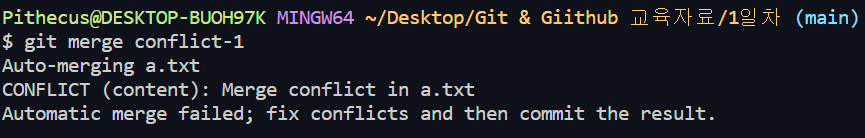 Pithecus@DESKTOP-BUOH97K MINGW64 ~/Desktop/Git & Giithub 교육자료/1일차 (main)
$ git merge conflict-1
Auto-merging a.txt
CONFLICT (content): Merge conflict in a.txt
Automatic merge failed; fix conflicts and then commit the result.